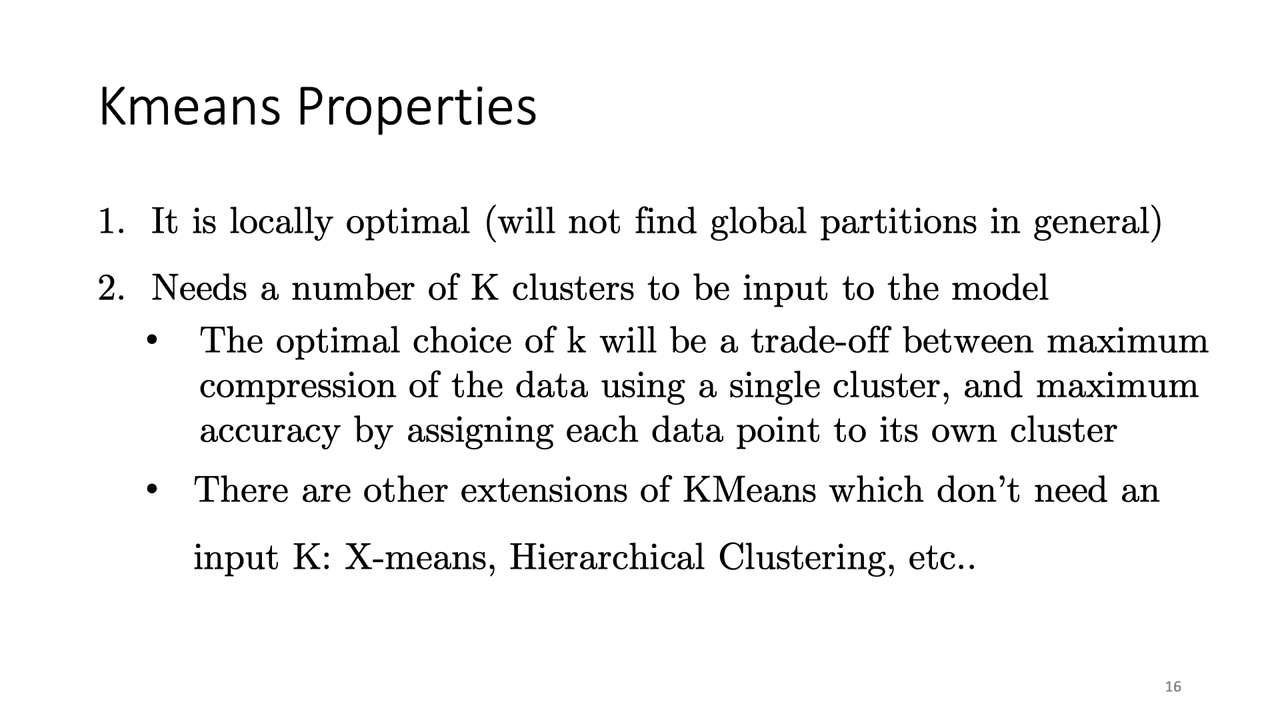 Kmeans Properties
1. It is locally optimal (will not find global partitions in general)
2. Needs a number of K clusters to be input to the model
• The optimal choice of k will be a trade-off between maximum
compression of the data using a single cluster, and maximum
accuracy by assigning each data point to its own cluster
• There are other extensions of KMeans which don’t need an
input K: X-means, Hierarchical Clustering, etc..
16